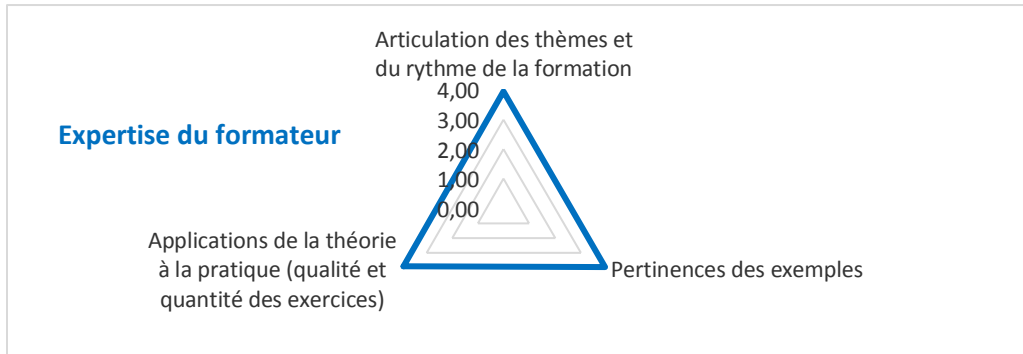 Articulation des thèmes et
du rythme de la formation
4,00
3,00
2,00
1,00
0,00
Expertise du formateur
Applications de la théorie
à la pratique (qualité et
quantité des exercices)
Pertinences des exemples